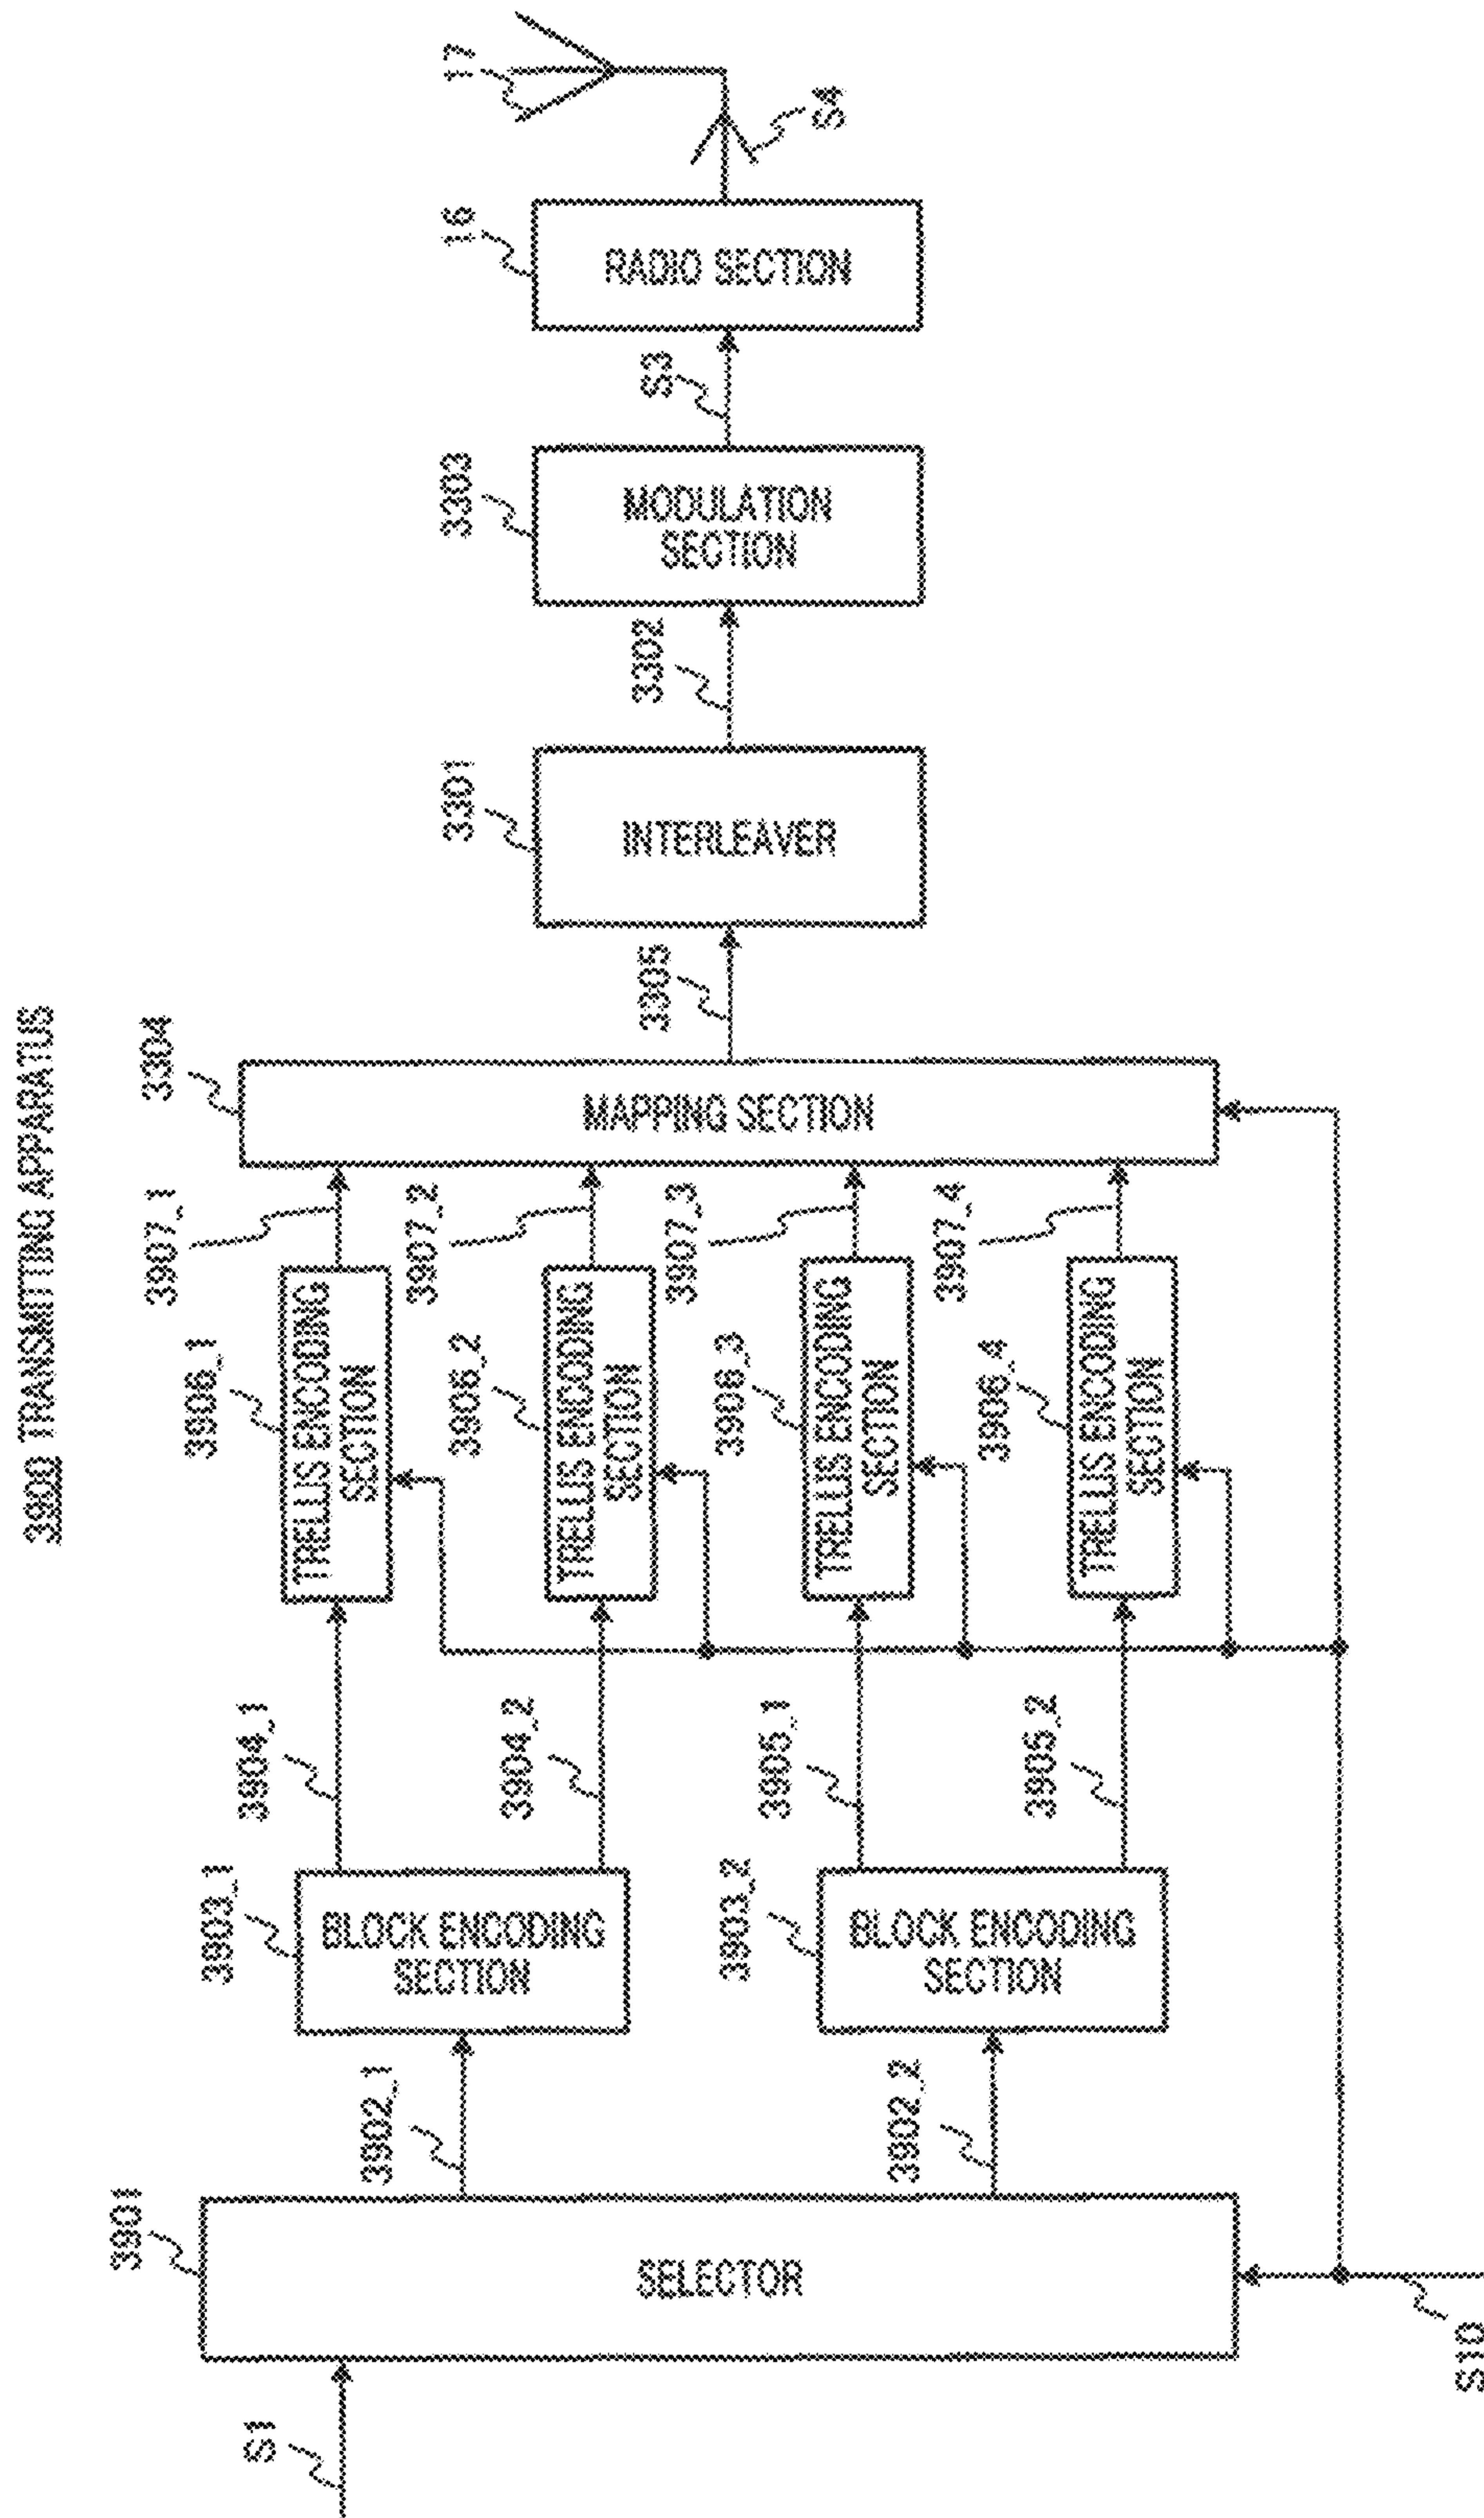 3900 TRANSMITTING APPARATUS
S1
3901
SELECTOR
S10
3902_1
3902_2
3903_1
BLOCK ENCODING
SECTION
3903_2
BLOCK ENCODING
SECTION
3904_1
3904_2
3905_1
3905_2
3906_1
TRELLIS ENCODING
SECTION
3906_2
TRELLIS ENCODING
SECTION
3906_3
TRELLIS ENCODING
SECTION
3906_4
TRELLIS ENCODING
SECTION
3907_1
3907_2
3907_3
3907_4
3304
MAPPING SECTION
3305
3301
INTERLEAVER
3302
3303
MODULATION
SECTION
S3
16
RADIO SECTION
S4
17